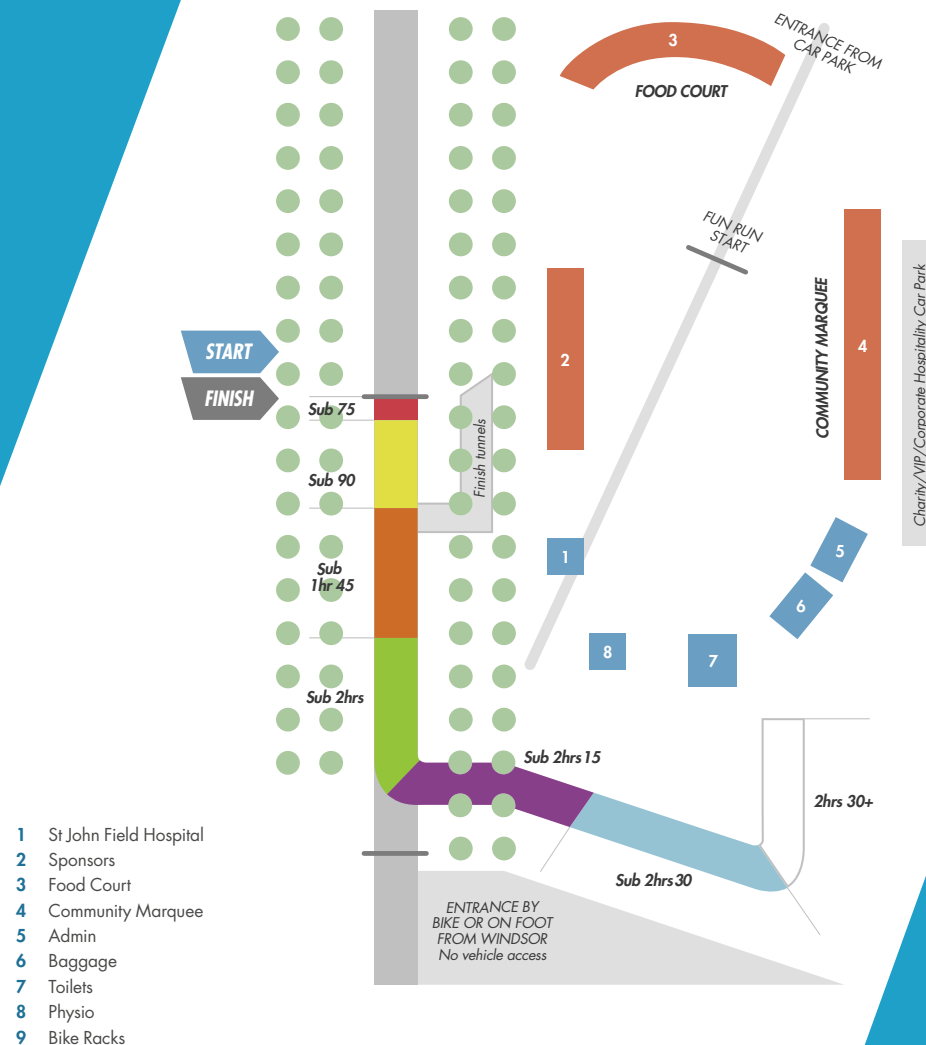 ENTRANCE FROM
CAR PARK
3
FOOD COURT
FUN RUN
START
COMMUNITY MARQUEE
4
Charity/VIP/Corporate Hospitality Car Park
2
START
FINISH
Sub 75
Finish tunnels
Sub 90
1
5
Sub
1hr 45
6
8
7
Sub 2hrs
Sub 2hrs15
2hrs 30+
Sub 2hrs30
ENTRANCE BY
BIKE OR ON FOOT
FROM WINDSOR
No vehicle access
1 St John Field Hospital
2 Sponsors
3 Food Court
4 Community Marquee
5 Admin
6 Baggage
7 Toilets
8 Physio
9 Bike Racks